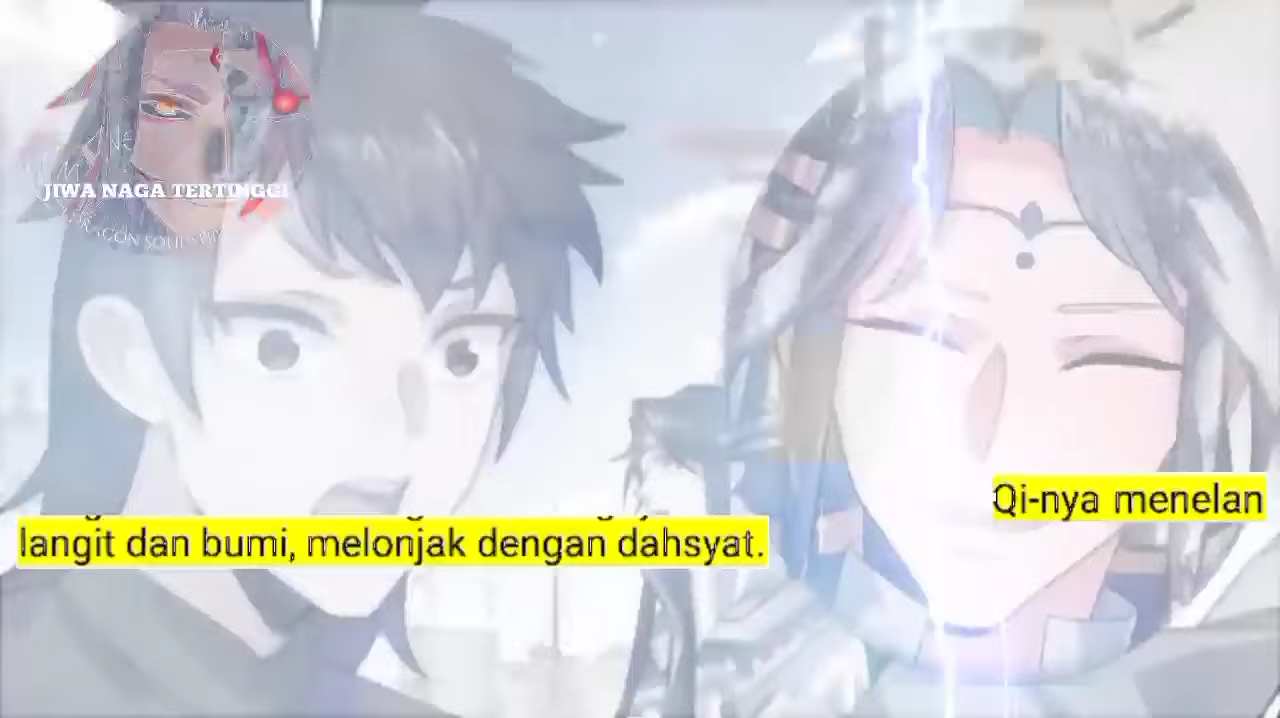 JIWA NAGA TERTINGGI
Qi-nya menelan
langit dan bumi, melonjak dengan dahsyat.